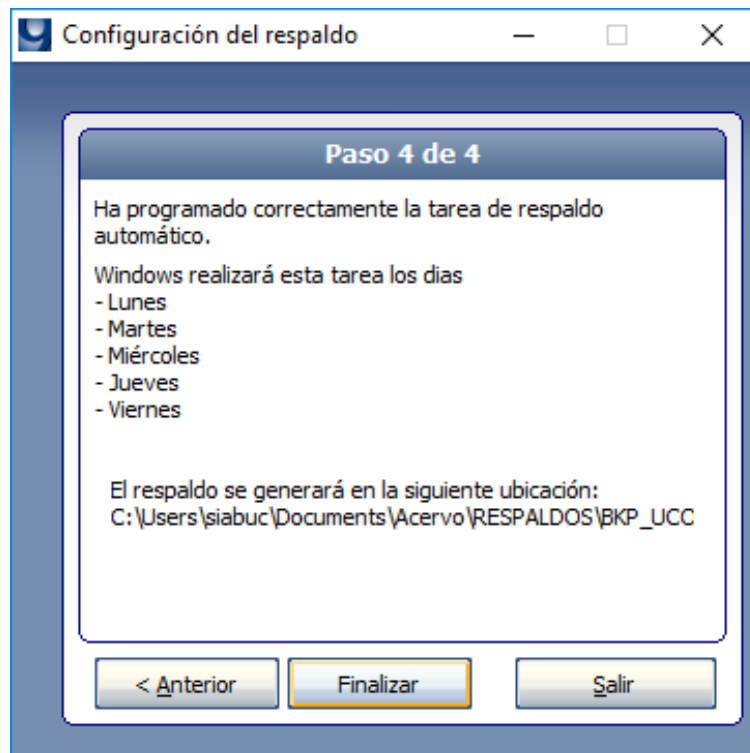 Configuración del respaldo
Paso 4 de 4
Ha programado correctamente la tarea de respaldo
automático.
Windows realizará esta tarea los dias
- Lunes
- Martes
- Miércoles
- Jueves
- Viernes
El respaldo se generará en la siguiente ubicación:
C:\Users\siabuc\Documents\Acervo\RESPALDOS\BKP_UCO
< Anterior
Finalizar
Salir